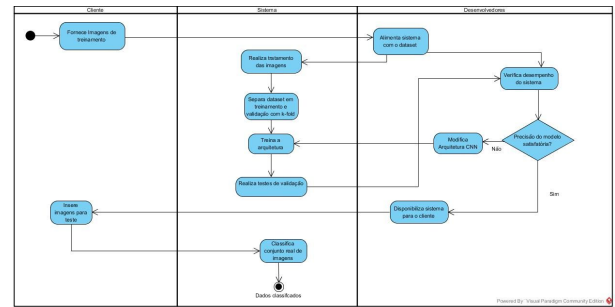 Cliente
Sistema
Desenvolvedores
Fornece Imagens de
treinamento
Alimenta sistema
com o dataset
Realiza tratamento
das imagens
Verifica desempenho
do sistema
Separa dataset em
treinamento e
validação com k-fold
Treina a
arquitetura
Modifica
Arquitetura CNN
Não
Precisão do modelo
satisfatória?
Realiza testes de validação
Sim
Insere
imagens para
teste
Disponibiliza sistema
para o cliente
Classifica
conjunto real de
imagens
Dados classificados
Powered By Visual Paradigm Community Edition